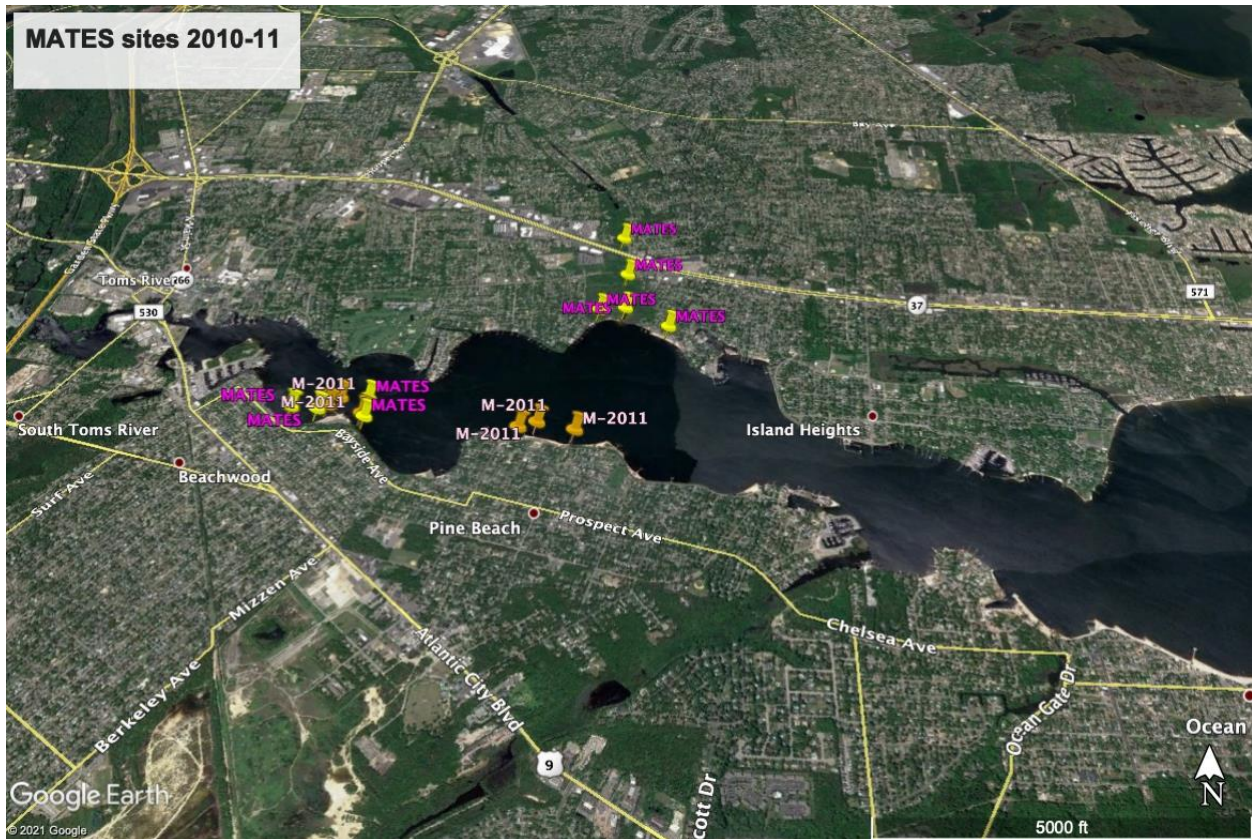 MATES sites 2010-11
Bay Ave
MATES
MATES
MATES
MATES
MATES
37
571
Toms River
166
530
M-2011
MATES
MATES
M-2011
MATES
MATES
M-2011
M-2011
M-2011
South Toms River
Island Heights
Bayside Ave
Beachwood
Surf Ave
Pine Beach
Prospect Ave
Mizzen Ave
Chelsea Ave
Atlantic City Blvd
Berkeley Ave
Ocean Gate Dr
Ocean
9
N
Google Earth
cott Dr
© 2021 Google
5000 ft